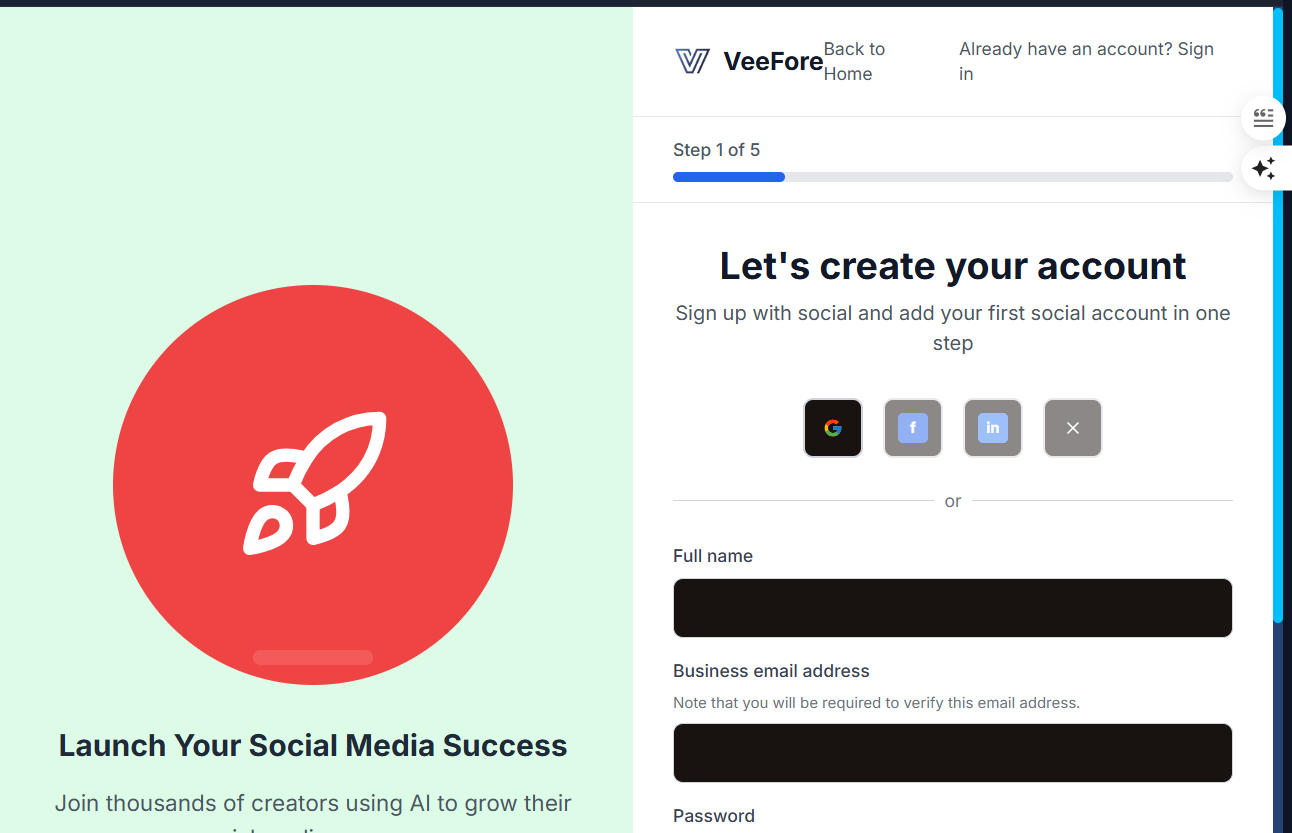 VeeFore
Back to
Home
Already have an account? Sign
in
Step 1 of 5
Let's create your account
Sign up with social and add your first social account in one
step
f
in
or
Full name
Business email address
Note that you will be required to verify this email address.
Password
Launch Your Social Media Success
Join thousands of creators using AI to grow their